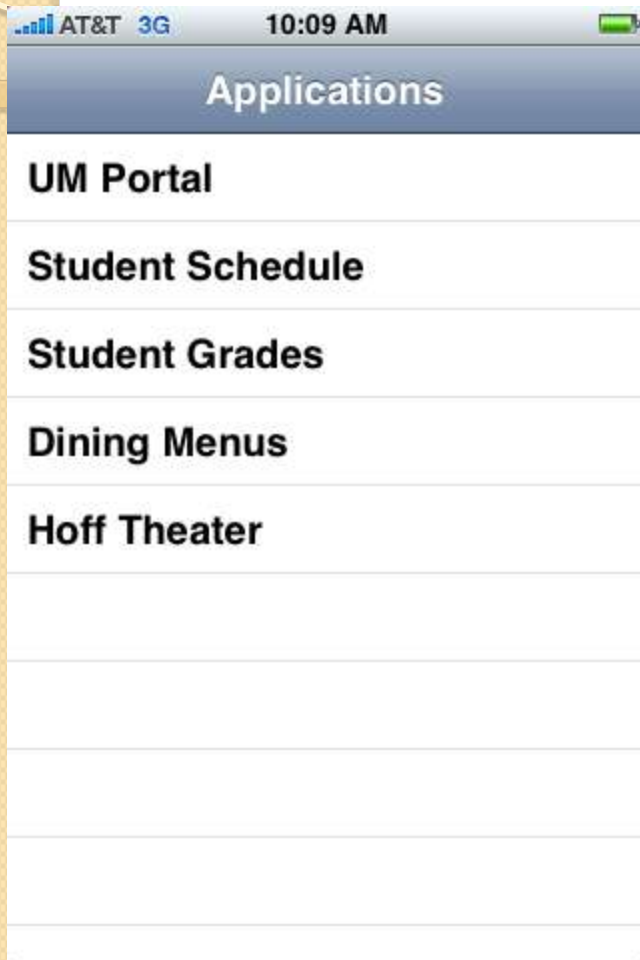 AT&T 3G 10:09 AM
Applications
UM Portal
Student Schedule
Student Grades
Dining Menus
Hoff Theater